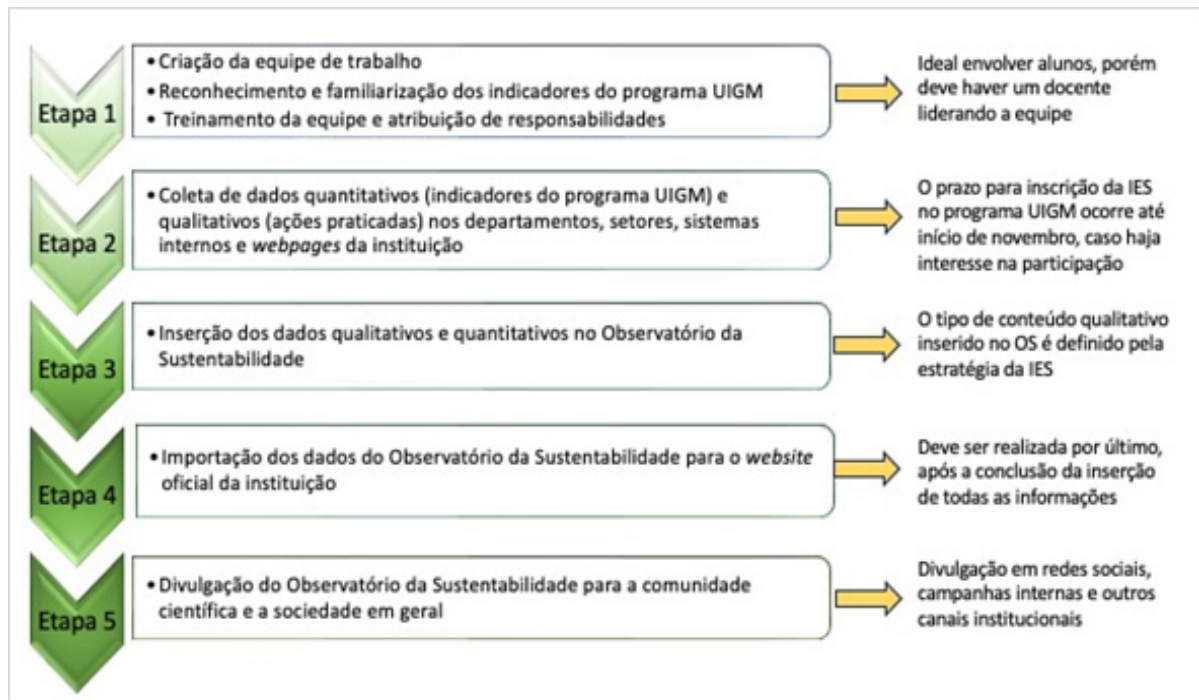 Etapa 1
• Criação da equipe de trabalho
• Reconhecimento e familiarização dos indicadores do programa UIGM
• Treinamento da equipe e atribuição de responsabilidades
Ideal envolver alunos, porém
deve haver um docente
liderando a equipe
Etapa 2
• Coleta de dados quantitativos (indicadores do programa UIGM) e
qualitativos (ações praticadas) nos departamentos, setores, sistemas
internos e webpages da instituição
O prazo para inscrição da IES
no programa UIGM ocorre até
início de novembro, caso haja
interesse na participação
Etapa 3
• Inserção dos dados qualitativos e quantitativos no Observatório da
Sustentabilidade
O tipo de conteúdo qualitativo
inserido no OS é definido pela
estratégia da IES
Etapa 4
• Importação dos dados do Observatório da Sustentabilidade para o website
oficial da instituição
Deve ser realizada por último,
após a conclusão da inserção
de todas as informações
Etapa 5
• Divulgação do Observatório da Sustentabilidade para a comunidade
científica e a sociedade em geral
Divulgação em redes sociais,
campanhas internas e outros
canais institucionais